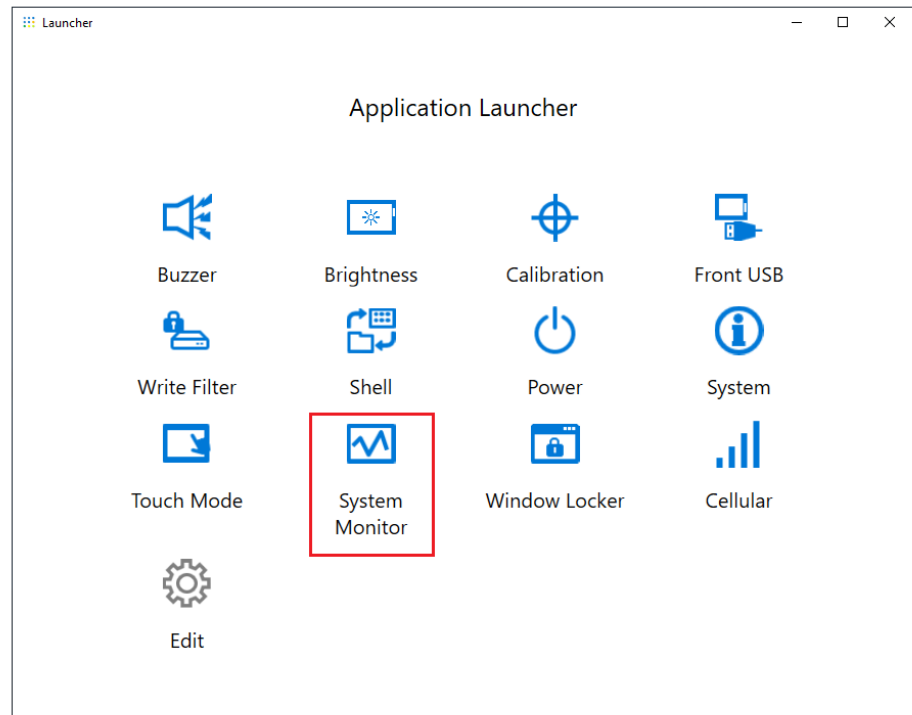 Launcher
Application Launcher
Buzzer
Brightness
Calibration
Front USB
Write Filter
Shell
Power
System
Touch Mode
System
Monitor
Window Locker
Cellular
Edit